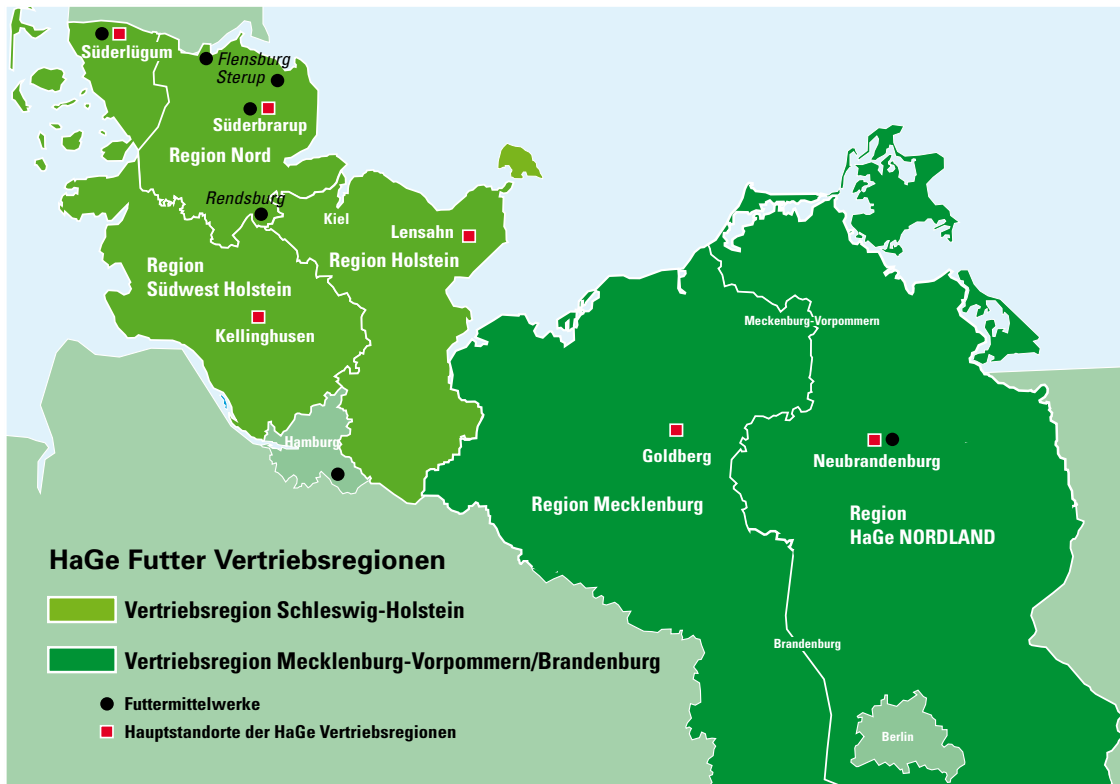 Süderlügum
Flensburg
Sterup
Süderbrarup
Region Nord
Rendsburg
Kiel
Lensahn
Region Holstein
Region
Südwest Holstein
Kellinghusen
Meckenburg-Vorpommern
Hamburg
Goldberg
Neubrandenburg
Region Mecklenburg
Region
HaGe NORDLAND
HaGe Futter Vertriebsregionen
Vertriebsregion Schleswig-Holstein
Vertriebsregion Mecklenburg-Vorpommern/Brandenburg
Brandenburg
Futtermittelwerke
Hauptstandorte der HaGe Vertriebsregionen
Berlin